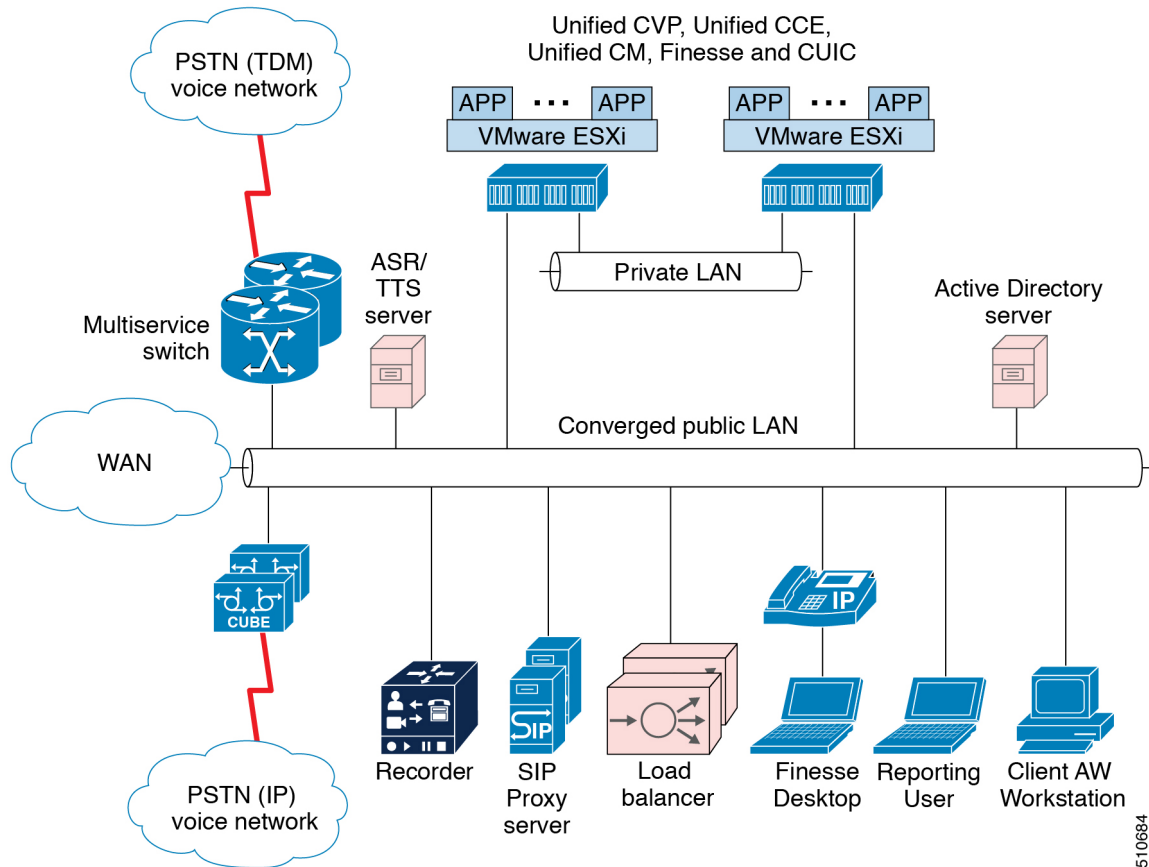 Unified CVP, Unified CCE,
Unified CM, Finesse and CUIC
PSTN (TDM)
voice network
APP ... APP
VMware ESXi
APP ... APP
VMware ESXi
Private LAN
ASR/
TTS
server
Active Directory
server
Multiservice
switch
Converged public LAN
WAN
CUBE
IP
SIP
Recorder
SIP
Proxy
server
Load
balancer
Finesse
Desktop
Reporting
User
Client AW
Workstation
PSTN (IP)
voice network
510684